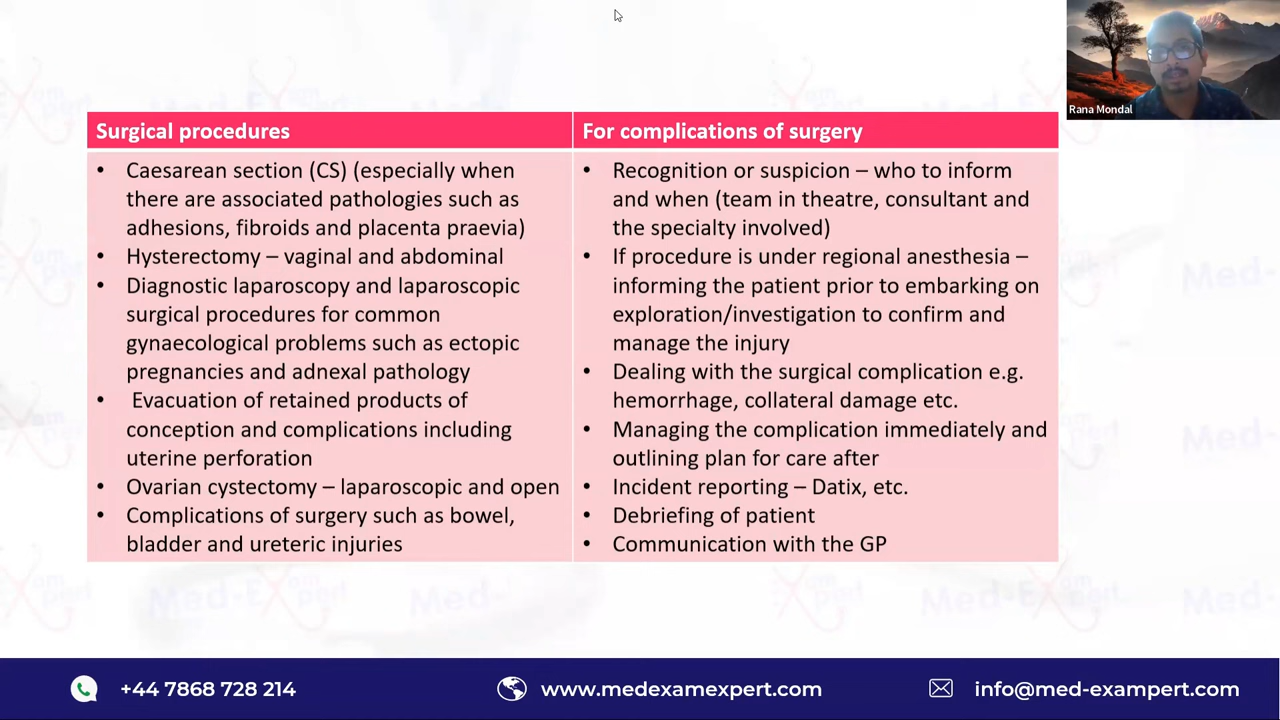 Rana Mondal
Surgical procedures
• Caesarean section (CS) (especially when
there are associated pathologies such as
adhesions, fibroids and placenta praevia)
• Hysterectomy – vaginal and abdominal
• Diagnostic laparoscopy and laparoscopic
surgical procedures for common
gynaecological problems such as ectopic
pregnancies and adnexal pathology
• Evacuation of retained products of
conception and complications including
uterine perforation
• Ovarian cystectomy – laparoscopic and open
• Complications of surgery such as bowel,
bladder and ureteric injuries
For complications of surgery
• Recognition or suspicion – who to inform
and when (team in theatre, consultant and
the specialty involved)
• If procedure is under regional anesthesia –
informing the patient prior to embarking on
exploration/investigation to confirm and
manage the injury
• Dealing with the surgical complication e.g.
hemorrhage, collateral damage etc.
• Managing the complication immediately and
outlining plan for care after
• Incident reporting – Datix, etc.
• Debriefing of patient
• Communication with the GP
+44 7868 728 214
www.medexamexpert.com
info@med-exampert.com